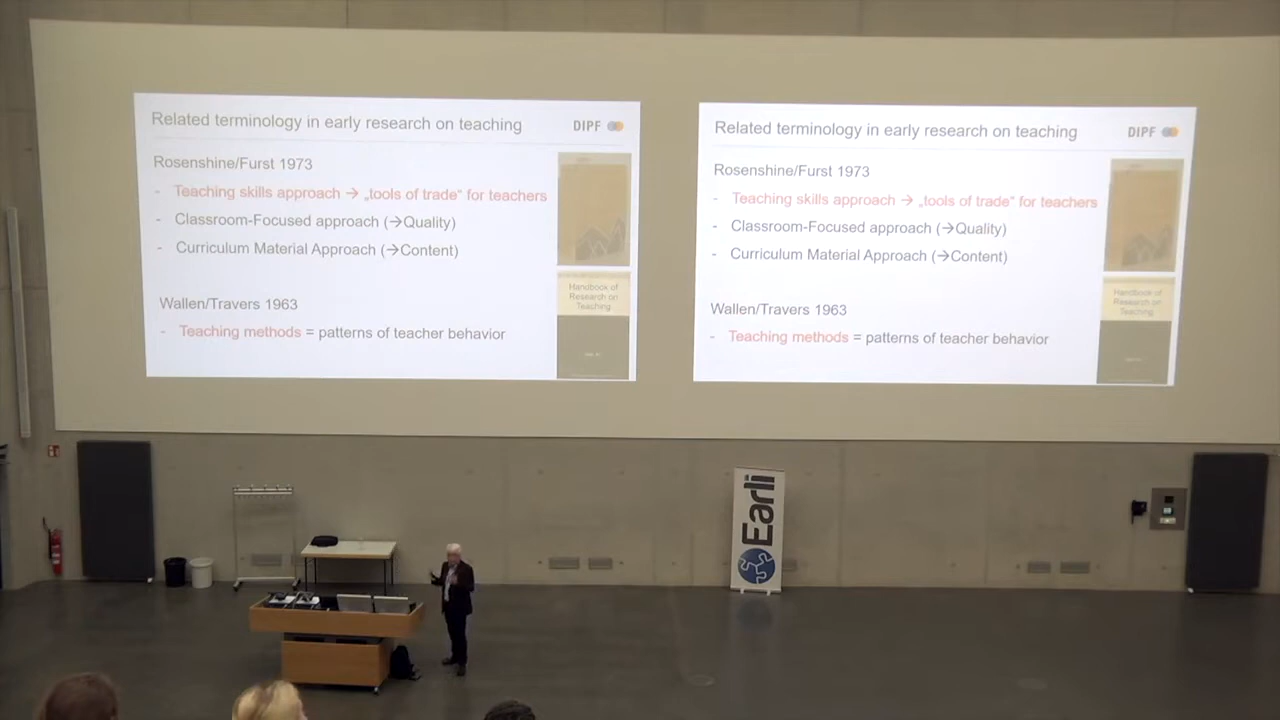 Related terminology in early research on teaching
DIPF
Rosenshine/Furst 1973
- Teaching skills approach → „tools of trade“ for teachers
- Classroom-Focused approach (→Quality)
- Curriculum Material Approach (→Content)
Handbook of
Research on
Teaching
Wallen/Travers 1963
- Teaching methods = patterns of teacher behavior
Related terminology in early research on teaching
DIPF
Rosenshine/Furst 1973
- Teaching skills approach → „tools of trade“ for teachers
- Classroom-Focused approach (→Quality)
- Curriculum Material Approach (→Content)
Handbook of
Research on
Teaching
Wallen/Travers 1963
- Teaching methods = patterns of teacher behavior
Earli